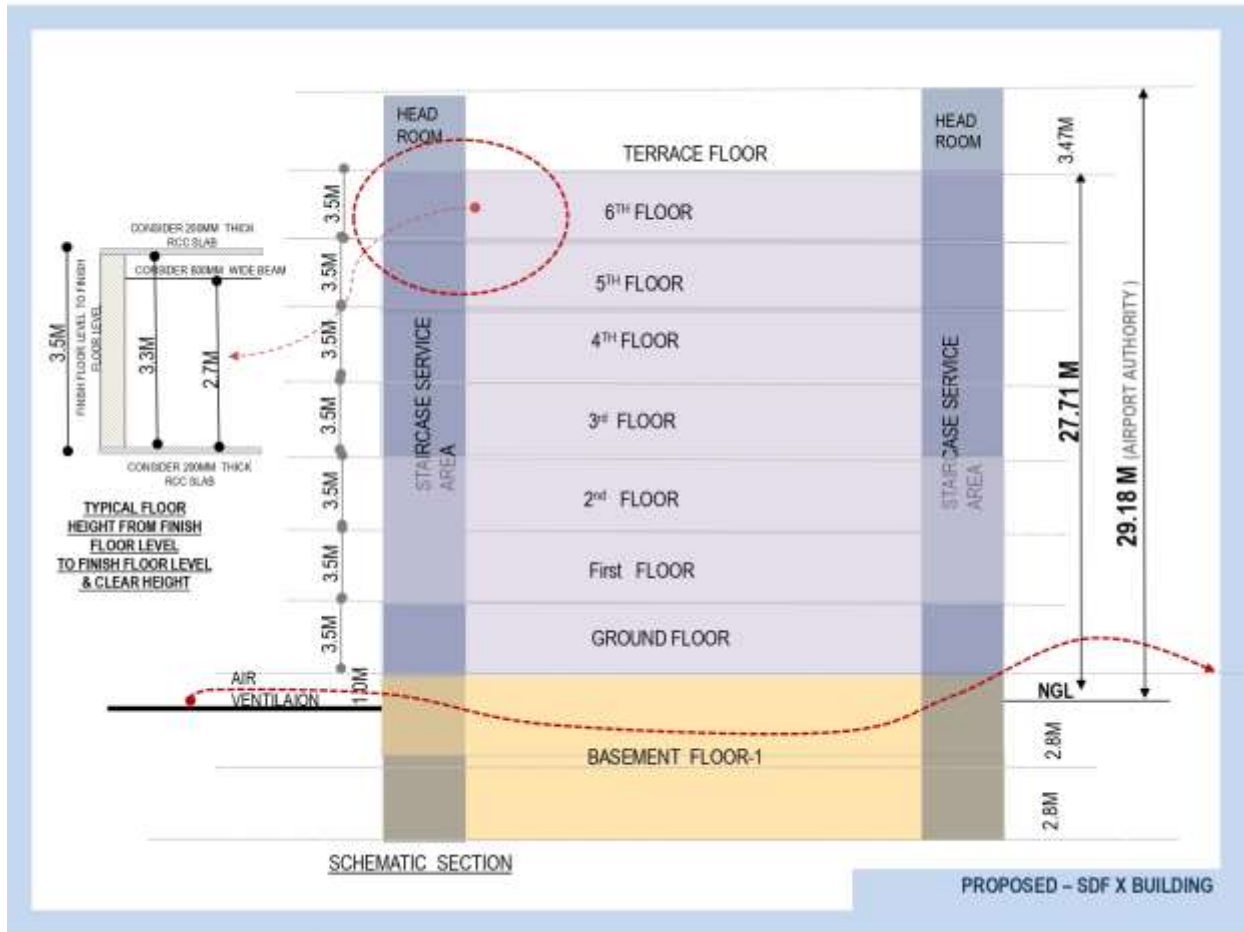 HEAD
ROOM
HEAD
ROOM
3.47M
TERRACE FLOOR
3.5M
6TH FLOOR
CONSIDER 200MM THICK
RCC SLAB
CONSIDER 600MM WIDE BEAM
3.5M
5TH FLOOR
3.5M
FINISH FLOOR LEVEL TO FINISH
FLOOR LEVEL
3.3M
2.7M
3.5M
4TH FLOOR
STAIRCASE SERVICE
AREA
STAIRCASE SERVICE
AREA
27.71 M
29.18 M (AIRPORT AUTHORITY )
3.5M
3rd FLOOR
CONSIDER 200MM THICK
RCC SLAB
3.5M
2nd FLOOR
TYPICAL FLOOR
HEIGHT FROM FINISH
FLOOR LEVEL
TO FINISH FLOOR LEVEL
& CLEAR HEIGHT
3.5M
First FLOOR
3.5M
GROUND FLOOR
AIR
VENTILAION
1.0M
NGL
2.8M
BASEMENT FLOOR-1
2.8M
SCHEMATIC SECTION
PROPOSED – SDF X BUILDING